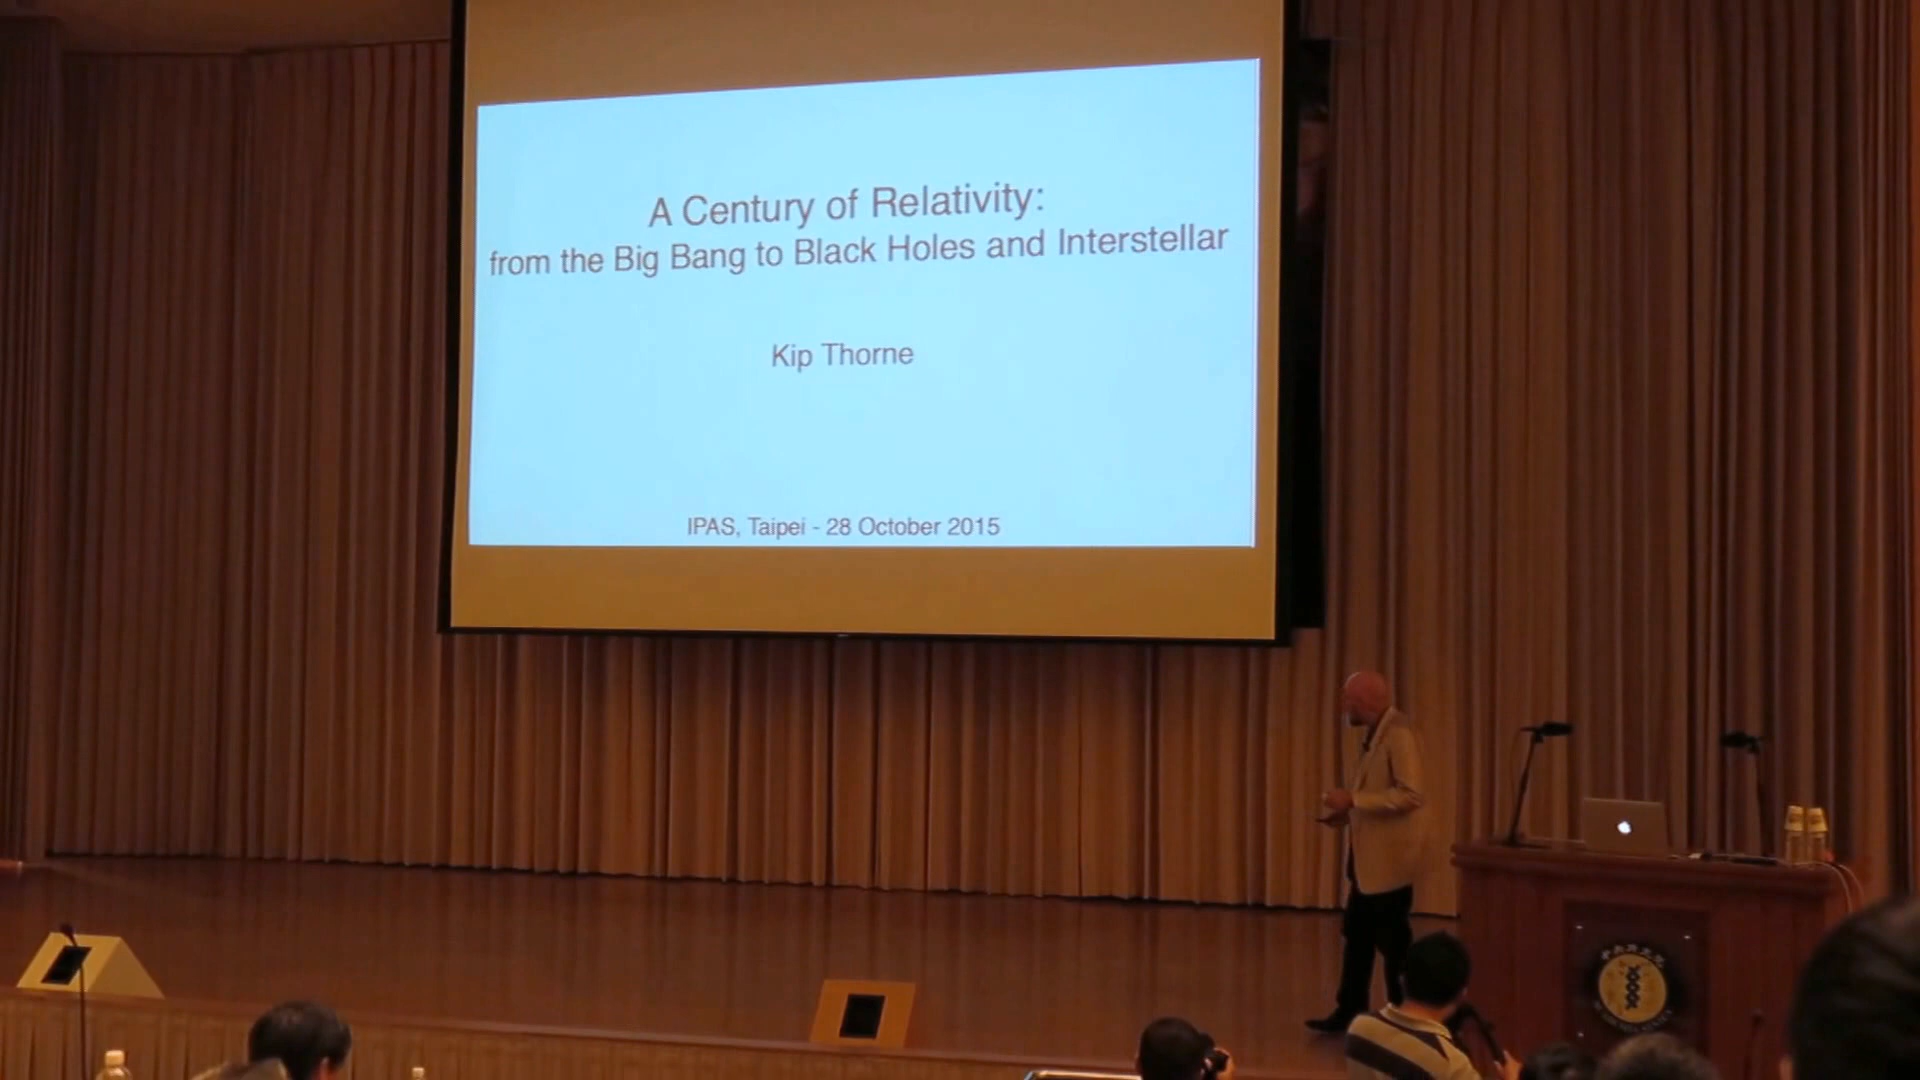 A Century of Relativity:
from the Big Bang to Black Holes and Interstellar
Kip Thorne
IPAS, Taipei - 28 October 2015